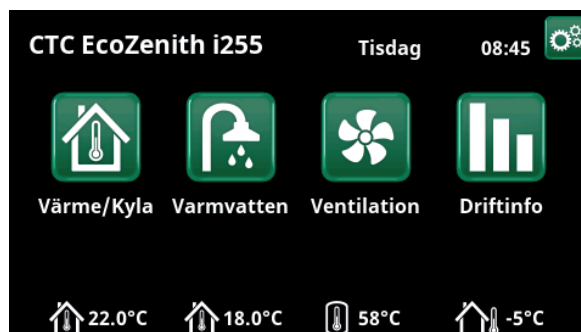 CTC EcoZenith i255 Tisdag 08:45
Värme/Kyla Varmvatten Ventilation Driftinfo
22.0°C 18.0°C 58°C -5°C